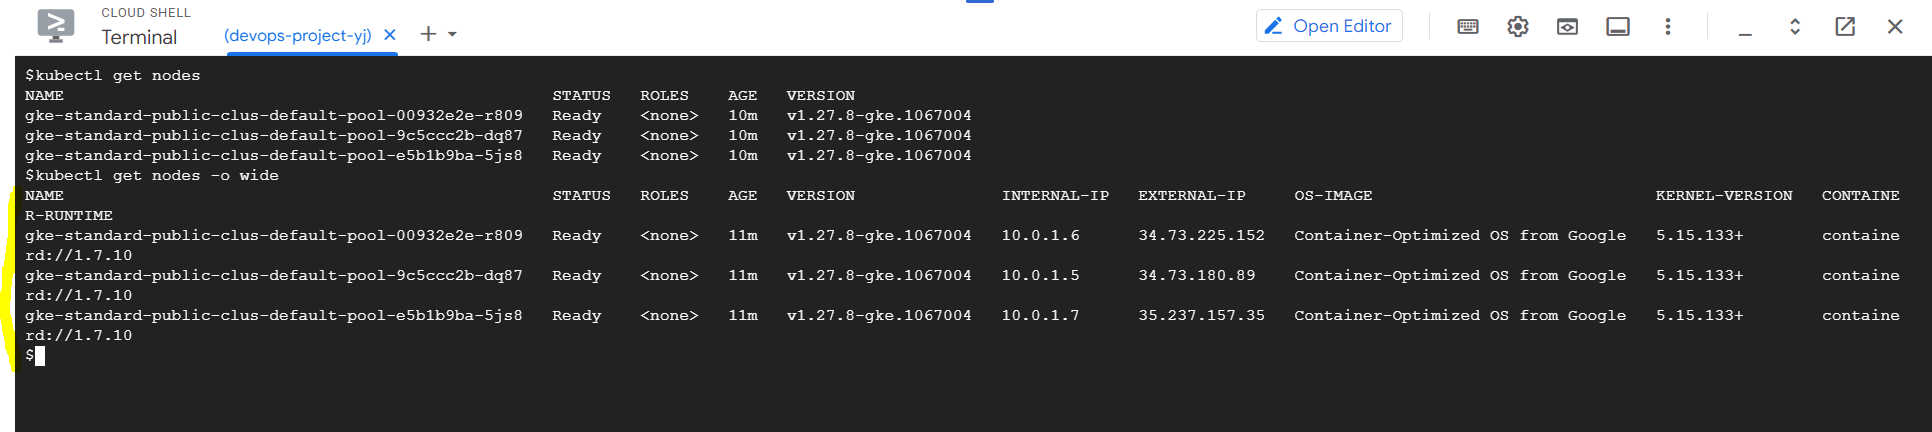 CLOUD SHELL
Terminal
(devops-project-yj)
Open Editor
$kubectl get nodes
NAME STATUS ROLES AGE VERSION
gke-standard-public-clus-default-pool-00932e2e-r809 Ready <none> 10m v1.27.8-gke.1067004
gke-standard-public-clus-default-pool-9c5ccc2b-dq87 Ready <none> 10m v1.27.8-gke.1067004
gke-standard-public-clus-default-pool-e5b1b9ba-5js8 Ready <none> 10m v1.27.8-gke.1067004
$kubectl get nodes -o wide
NAME STATUS ROLES AGE VERSION INTERNAL-IP EXTERNAL-IP OS-IMAGE KERNEL-VERSION CONTAINE
R-RUNTIME
gke-standard-public-clus-default-pool-00932e2e-r809 Ready <none> 11m v1.27.8-gke.1067004 10.0.1.6 34.73.225.152 Container-Optimized OS from Google 5.15.133+ containe
rd://1.7.10
gke-standard-public-clus-default-pool-9c5ccc2b-dq87 Ready <none> 11m v1.27.8-gke.1067004 10.0.1.5 34.73.180.89 Container-Optimized OS from Google 5.15.133+ containe
rd://1.7.10
gke-standard-public-clus-default-pool-e5b1b9ba-5js8 Ready <none> 11m v1.27.8-gke.1067004 10.0.1.7 35.237.157.35 Container-Optimized OS from Google 5.15.133+ containe
rd://1.7.10
$